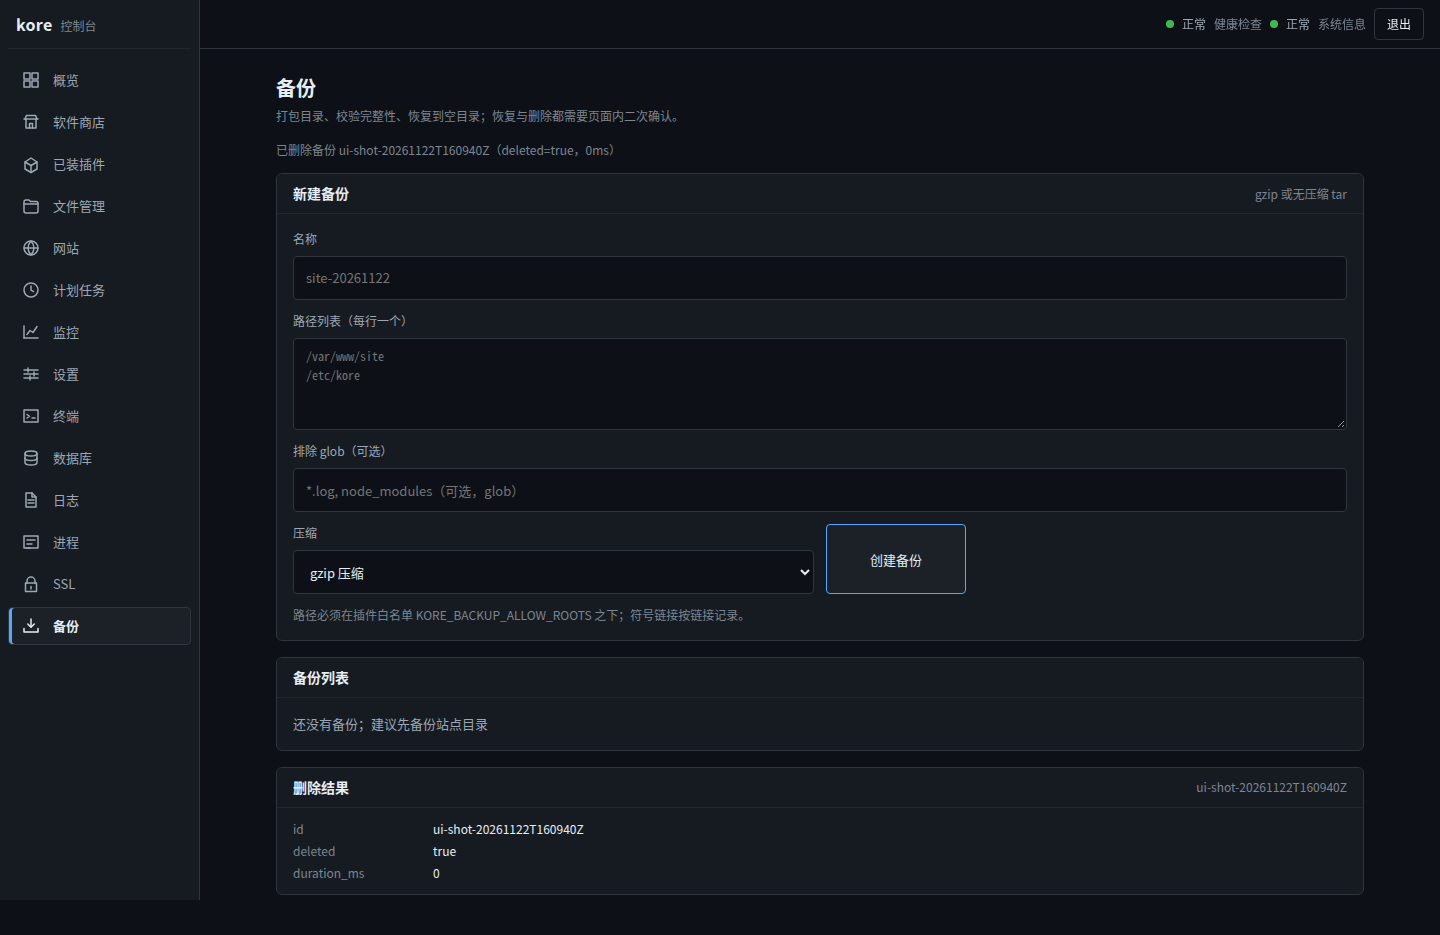 kore 控制台
正常 健康检查 正常 系统信息 退出
概览
软件商店
已装插件
文件管理
网站
计划任务
监控
设置
终端
数据库
日志
进程
SSL
备份
备份
打包目录、校验完整性、恢复到空目录；恢复与删除都需要页面内二次确认。
已删除备份 ui-shot-20261122T160940Z（deleted=true，0ms）
新建备份 gzip 或无压缩 tar
名称
site-20261122
路径列表（每行一个）
/var/www/site
/etc/kore
排除 glob（可选）
*.log, node_modules（可选，glob）
压缩
gzip 压缩 创建备份
路径必须在插件白名单 KORE_BACKUP_ALLOW_ROOTS 之下；符号链接按链接记录。
备份列表
还没有备份；建议先备份站点目录
删除结果 ui-shot-20261122T160940Z
id ui-shot-20261122T160940Z
deleted true
duration_ms 0